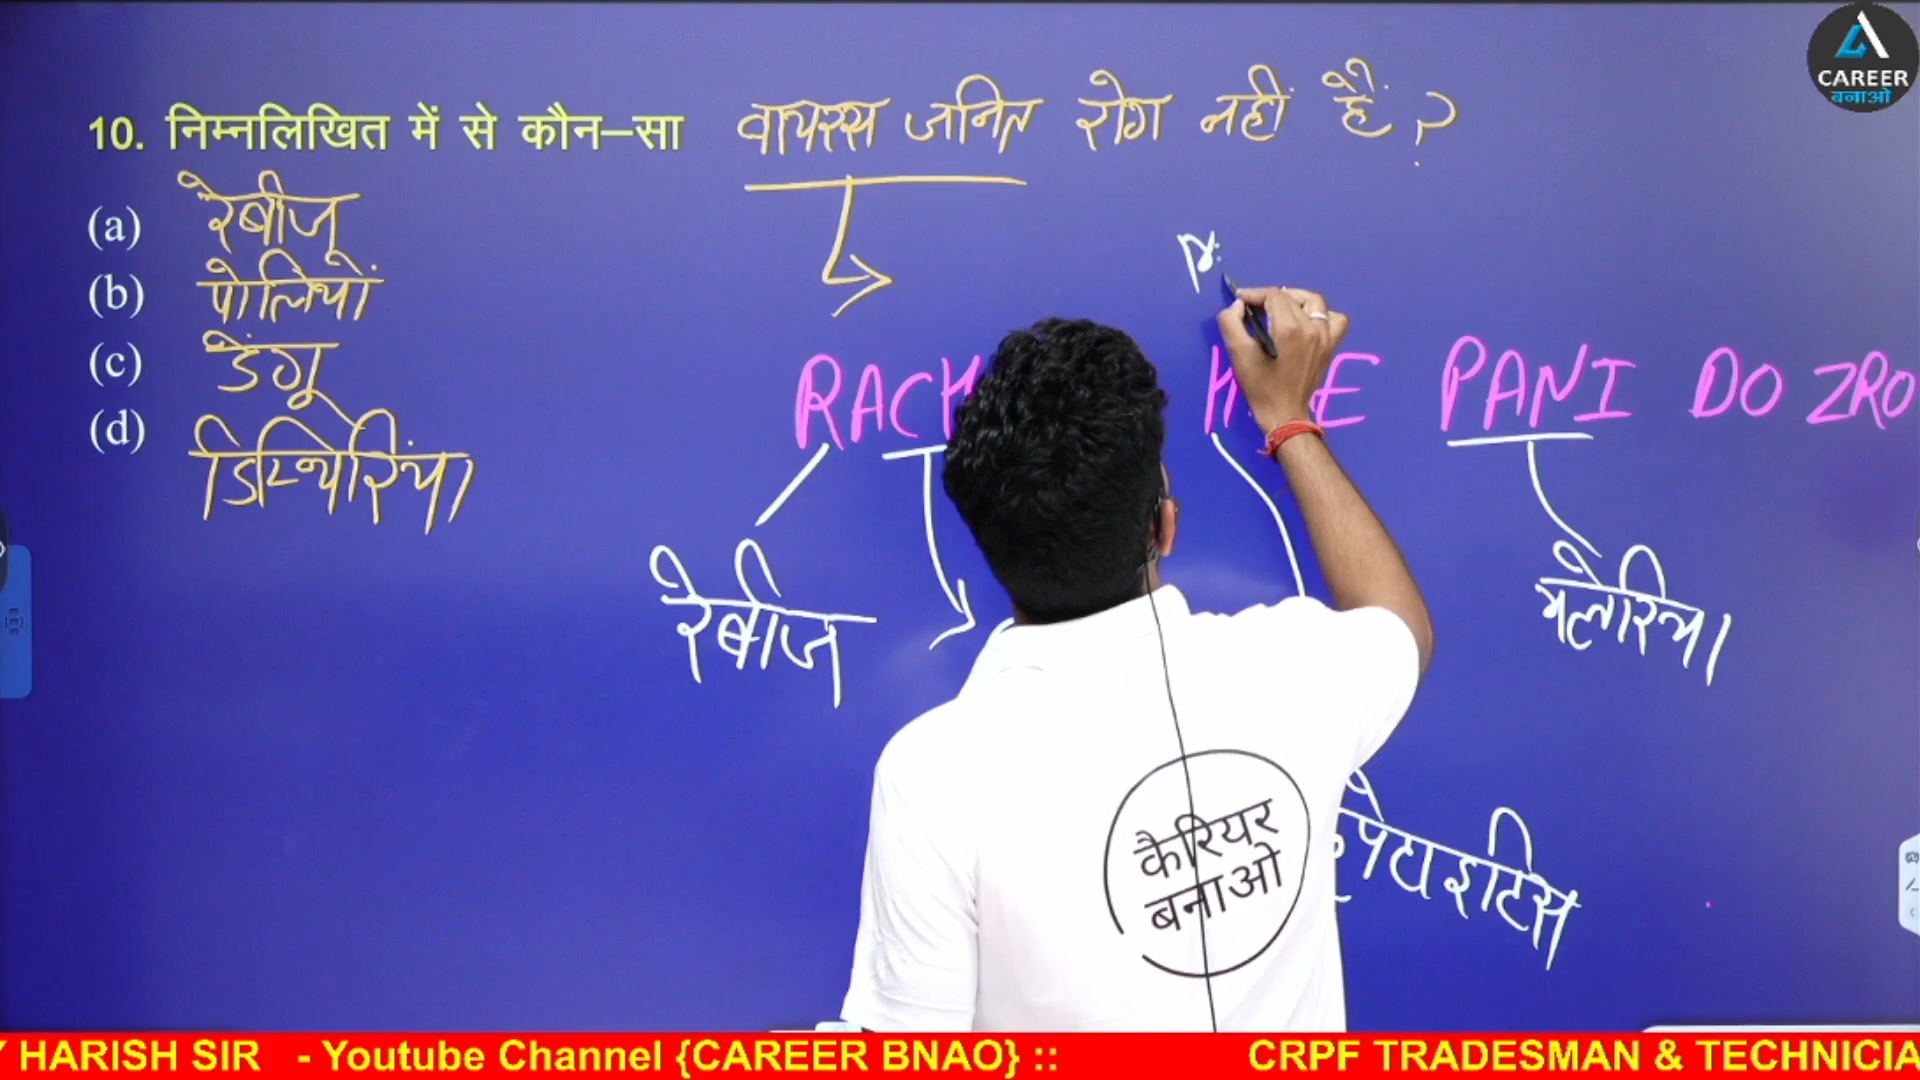 CAREER
बनाओ
10. निम्नलिखित में से कौन–सा वायरस जनित रोग नहीं हैं ?
(a) रेबीज
(b) पोलियों
(c) डेंगू
(d) डिप्थिरिया
RACH PANI DO ZRO
रेबीज
मलेरिया
हेपेटाइटिस
कैरियर
बनाओ
HARISH SIR - Youtube Channel {CAREER BNAO} :: CRPF TRADESMAN & TECHNICIA